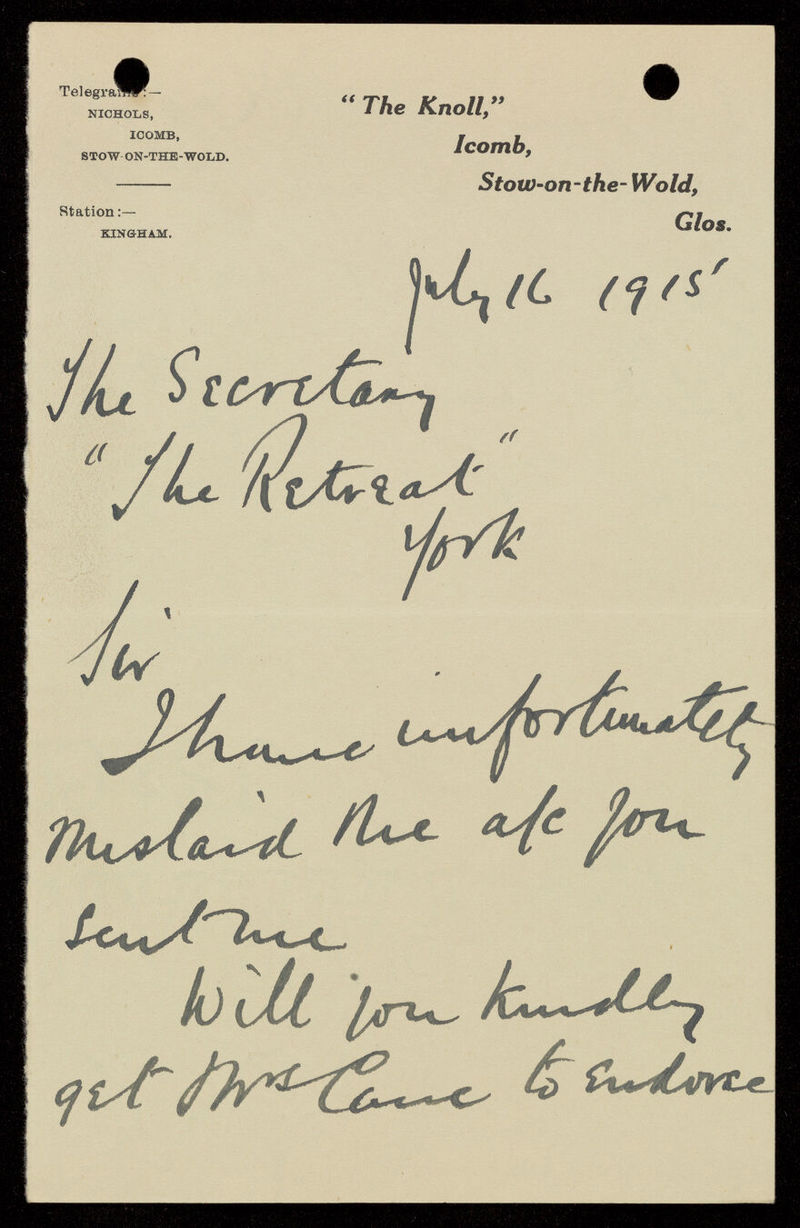 Telegrams:—
NICHOLS,
ICOMB,
STOW-ON-THE-WOLD.
Station:—
KINGHAM.
"The Knoll,"
Icomb,
Stow-on-the-Wold,
Glos.
July 16 1915
The Secretary
"The Retreat"
York
Sir
I have unfortunately
mislaid the a/c you
sent me
Will you kindly
get Mrs Cane to endorse